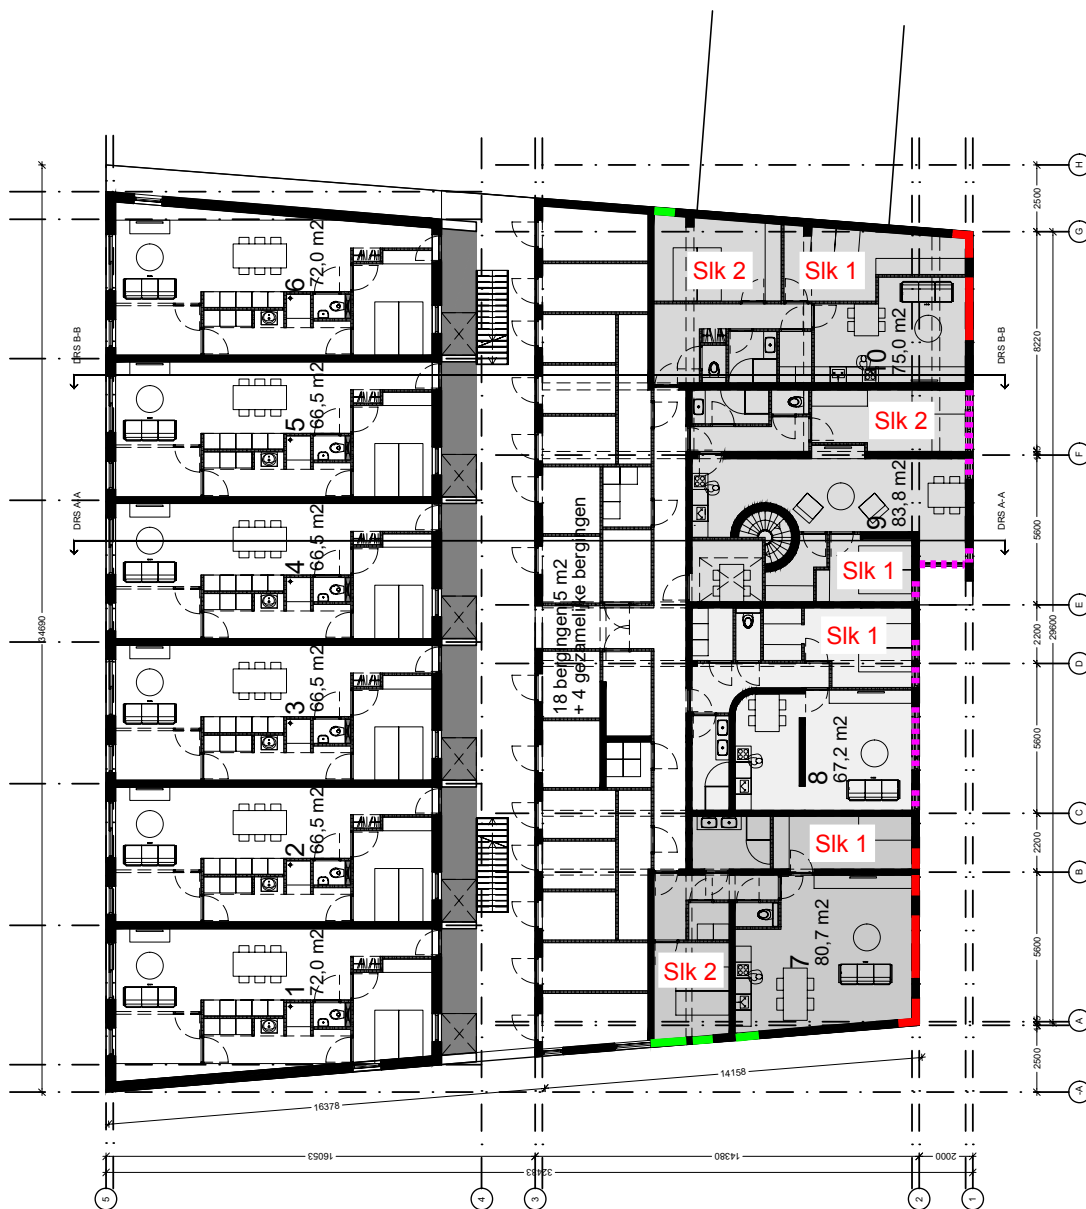 H
2500
G
Slk 2
Slk 1
6
72,0 m2
DRS B-B
DRS B-B
8220
10
75,0 m2
5
66,5 m2
Slk 2
F
34690
DRS A-A
DRS A-A
9
83,8 m2
5600
4
66,5 m2
18 bergingen 5 m2
+ 4 gezamelijke bergingen
Slk 1
E
2200
29600
Slk 1
D
3
66,5 m2
8
67,2 m2
5600
C
2
66,5 m2
Slk 1
2200
B
7
80,7 m2
Slk 2
5600
1
72,0 m2
A
2500
14158
-A
16378
16053
14380
2000
32433
5
4
3
2
1